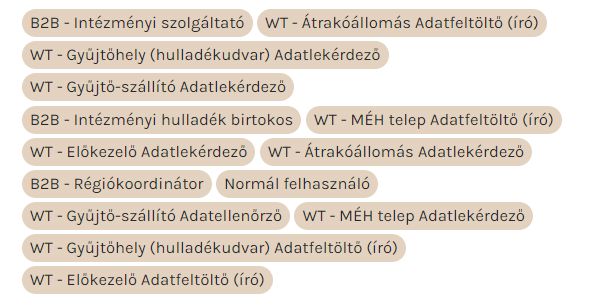 B2B - Intézményi szolgáltató WT - Átrakóállomás Adatfeltöltő (író)
WT - Gyűjtőhely (hulladékudvar) Adatlekérdező
WT - Gyűjtő-szállító Adatlekérdező
B2B - Intézményi hulladék birtokos WT - MÉH telep Adatfeltöltő (író)
WT - Előkezelő Adatlekérdező WT - Átrakóállomás Adatlekérdező
B2B - Régiókoordinátor Normál felhasználó
WT - Gyűjtő-szállító Adatellenőrző WT - MÉH telep Adatlekérdező
WT - Gyűjtőhely (hulladékudvar) Adatfeltöltő (író)
WT - Előkezelő Adatfeltöltő (író)